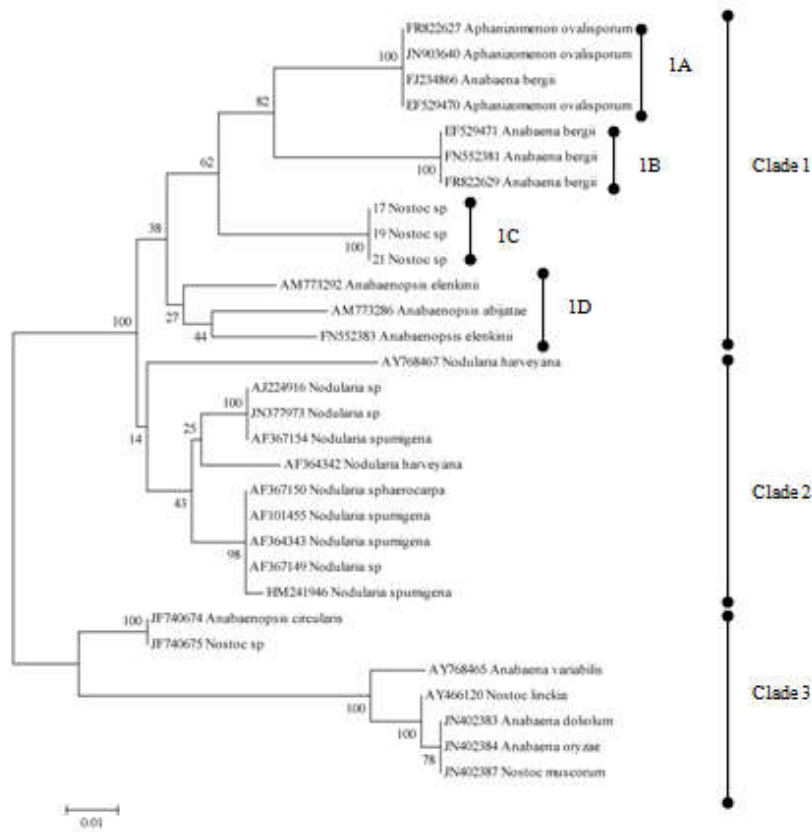 FR822627 Aphanizomenon ovalisporum
JN903640 Aphanizomenon ovalisporum
100
1A
FJ234866 Anabaena bergii
EF529470 Aphanizomenon ovalisporum
82
EF529471 Anabaena bergii
FN552381 Anabaena bergii
1B
100
FR822629 Anabaena bergii
Clade 1
62
17 Nostoc sp
19 Nostoc sp
1C
100
21 Nostoc sp
38
AM773292 Anabaenopsis elenkinii
27
AM773286 Anabaenopsis abijatae
1D
44
FN552383 Anabaenopsis elenkinii
100
AY768467 Nodularia harveyana
AJ224916 Nodularia sp
100
JN377973 Nodularia sp
25
14
AF367154 Nodularia spumigena
AF364342 Nodularia harveyana
43
AF367150 Nodularia sphaerocarpa
Clade 2
AF101455 Nodularia spumigena
AF364343 Nodularia spumigena
98
AF367149 Nodularia sp
HM241946 Nodularia spumigena
100
JF740674 Anabaenopsis circularis
JF740675 Nostoc sp
AY768465 Anabaena variabilis
Clade 3
100
AY466120 Nostoc linckia
JN402383 Anabaena doliolum
100
JN402384 Anabaena oryzae
78
JN402387 Nostoc muscorum
0.01